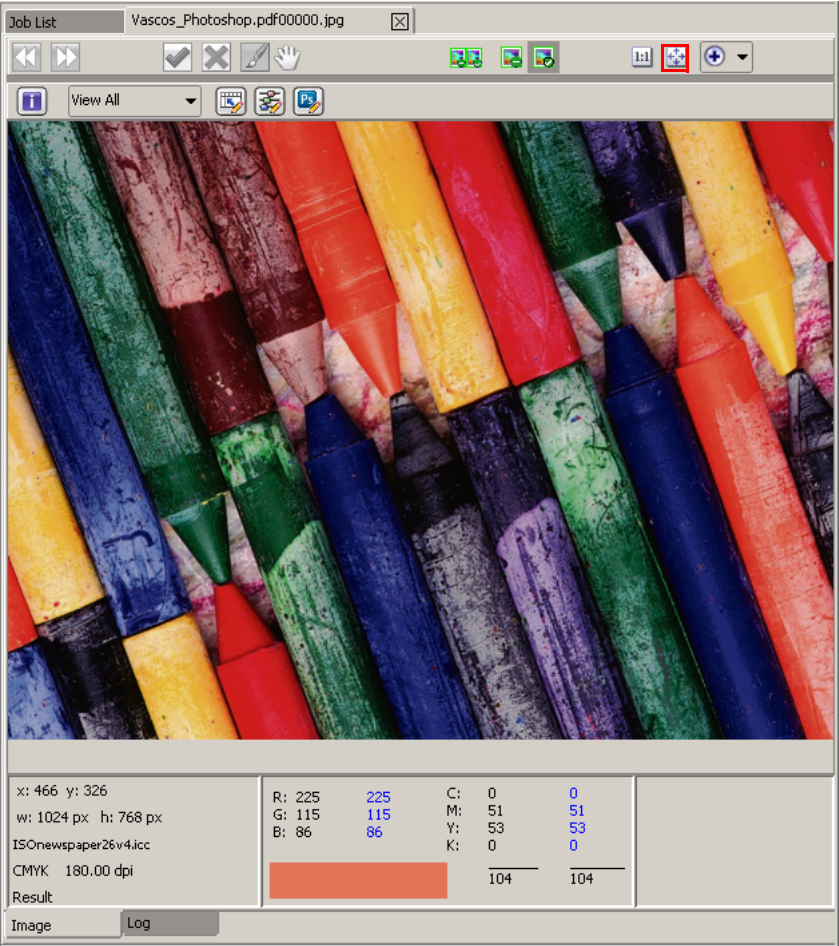 Job List
Vascos_Photoshop.pdf00000.jpg
1:1
i
View All
Ps
x: 466 y: 326
w: 1024 px h: 768 px
ISOnewspaper26v4.icc
CMYK 180.00 dpi
Result
R: 225 225
G: 115 115
B: 86 86
C: 0 0
M: 51 51
Y: 53 53
K: 0 0
104 104
Image
Log